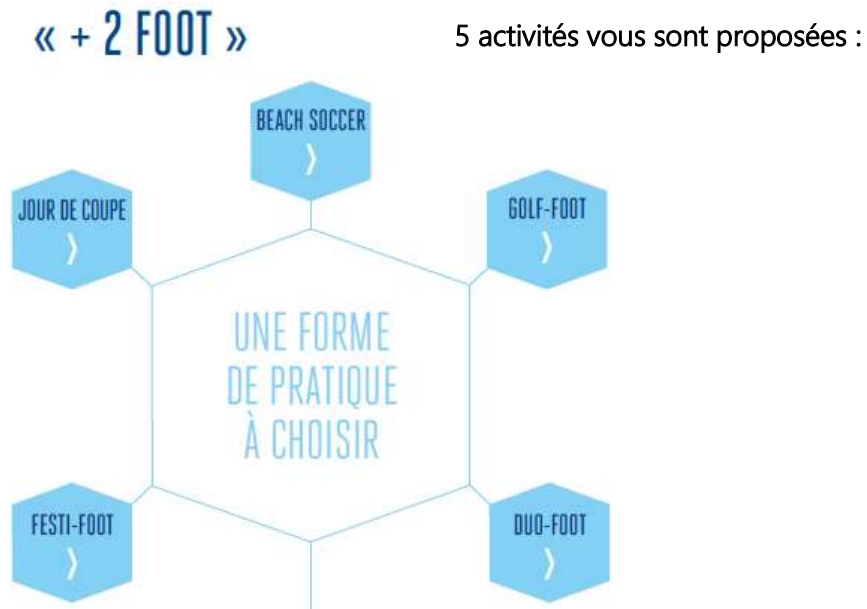 « + 2 FOOT »
5 activités vous sont proposées :
BEACH SOCCER
JOUR DE COUPE
GOLF-FOOT
UNE FORME
DE PRATIQUE
À CHOISIR
FESTI-FOOT
DUO-FOOT